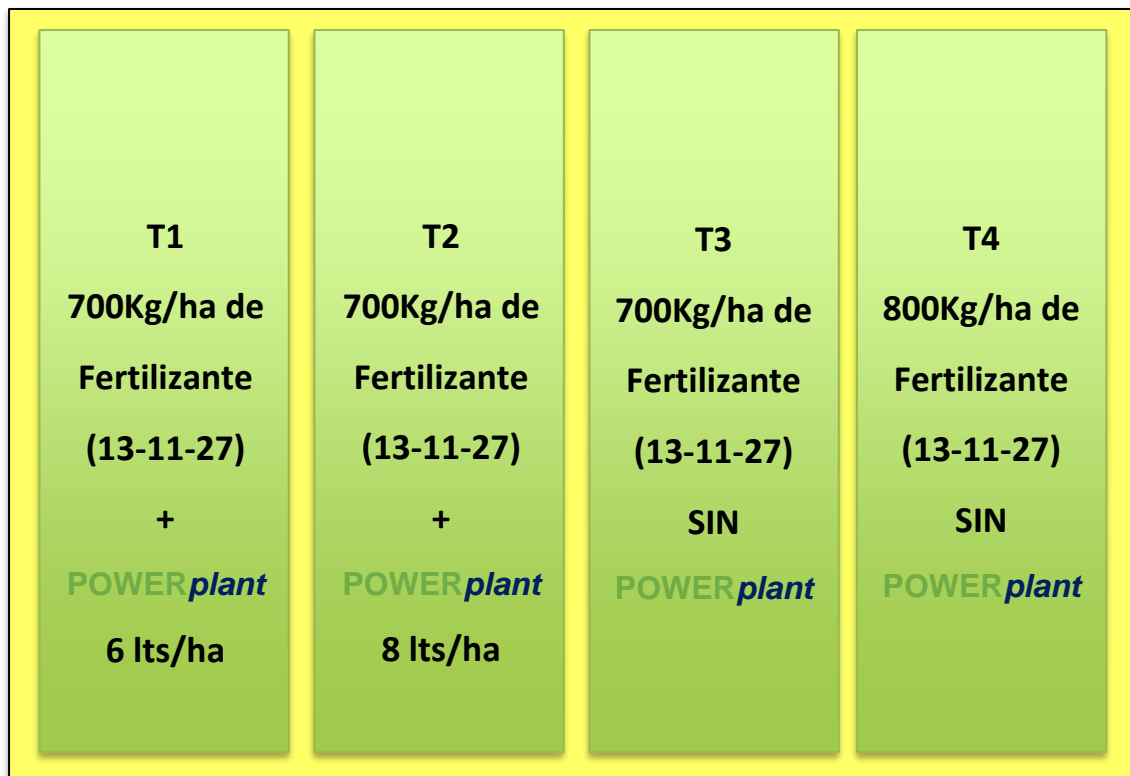 T1
700Kg/ha de
Fertilizante
(13-11-27)
+
POWERplant
6 lts/ha
T2
700Kg/ha de
Fertilizante
(13-11-27)
+
POWERplant
8 lts/ha
T3
700Kg/ha de
Fertilizante
(13-11-27)
SIN
POWERplant
T4
800Kg/ha de
Fertilizante
(13-11-27)
SIN
POWERplant